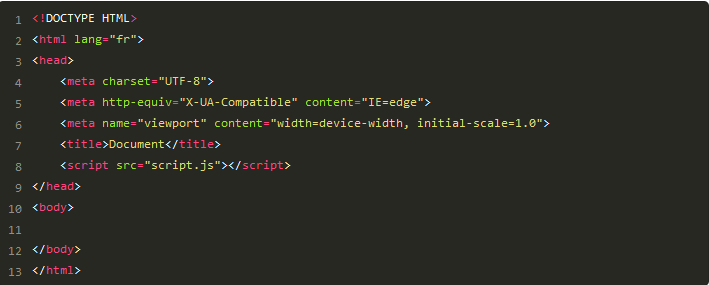 1 <!DOCTYPE HTML>
2 <html lang="fr">
3 <head>
4     <meta charset="UTF-8">
5     <meta http-equiv="X-UA-Compatible" content="IE=edge">
6     <meta name="viewport" content="width=device-width, initial-scale=1.0">
7     <title>Document</title>
8     <script src="script.js"></script>
9 </head>
10 <body>
11
12 </body>
13 </html>